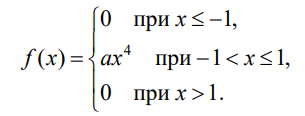 0 при x ≤ −1,
f(x) = { ax⁴ при −1 < x ≤ 1,
0 при x > 1.